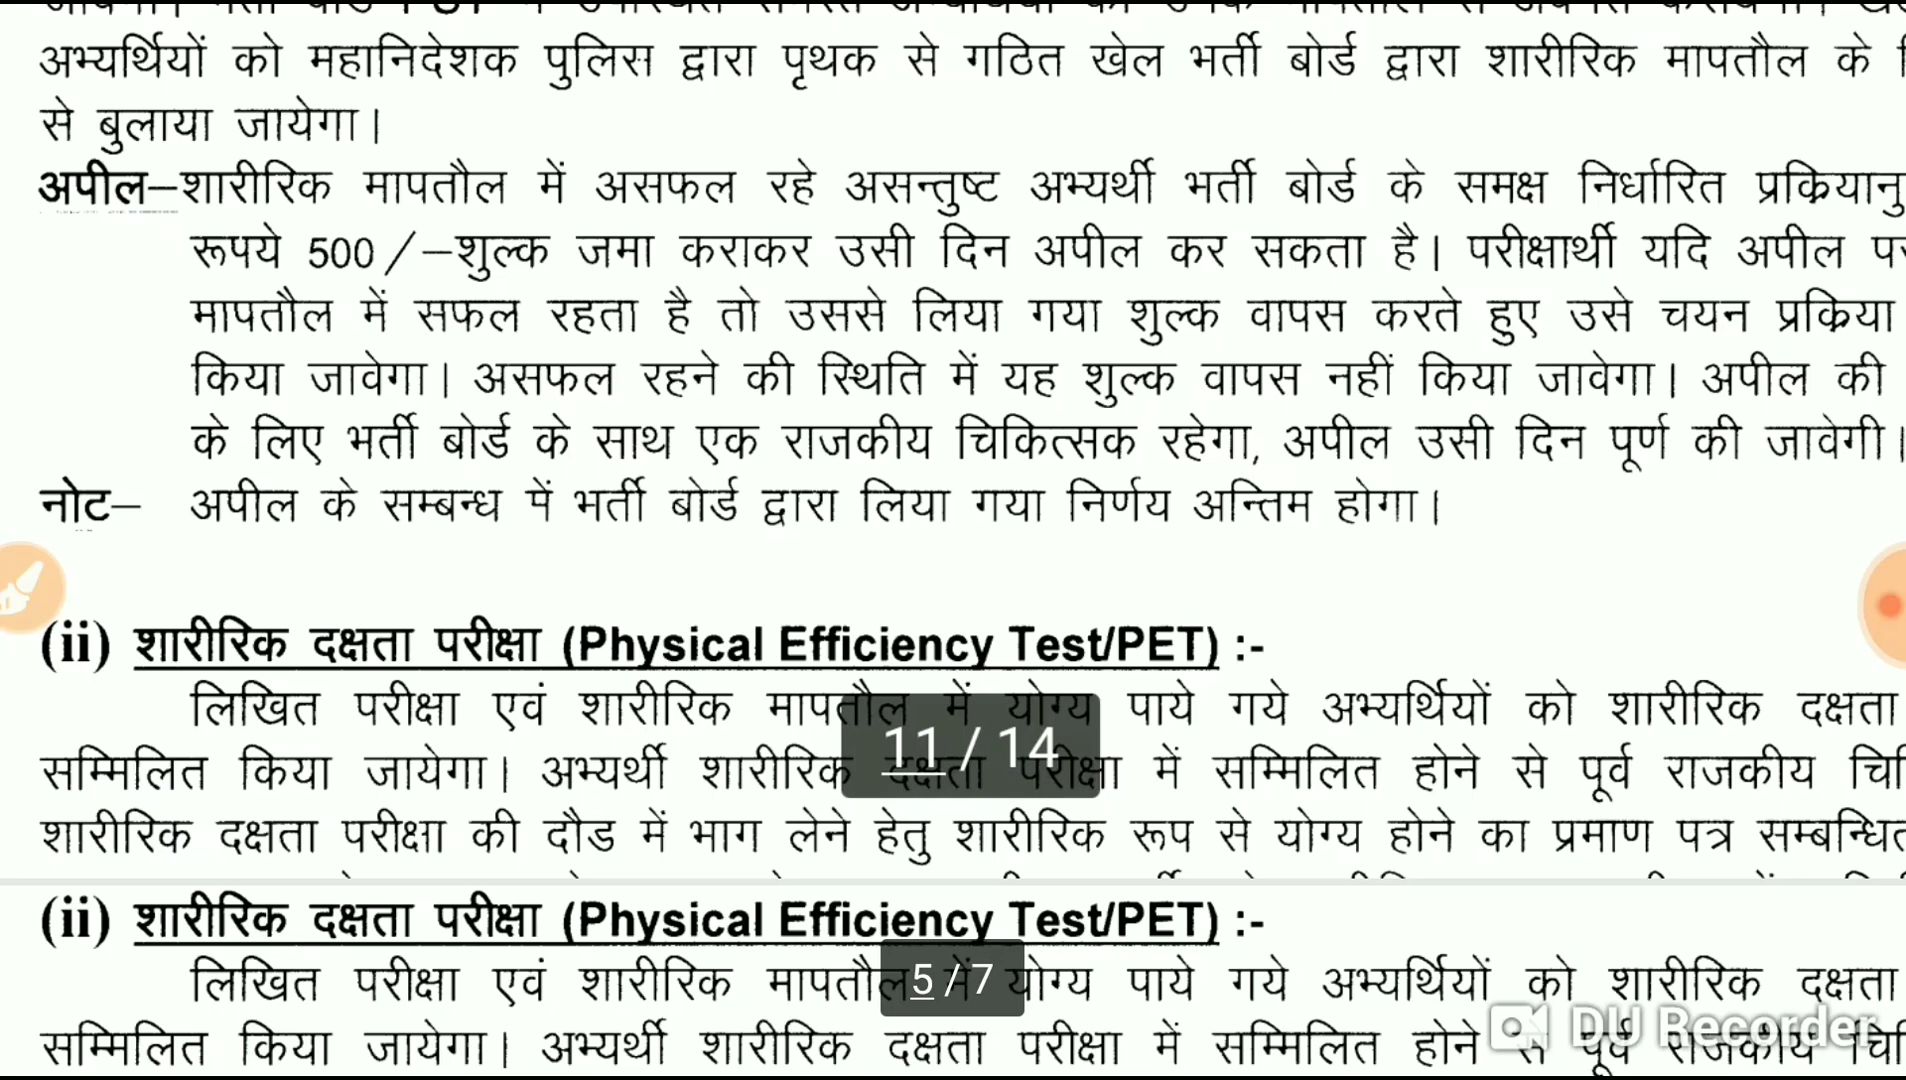 अभ्यर्थियों को महानिदेशक पुलिस द्वारा पृथक से गठित खेल भर्ती बोर्ड द्वारा शारीरिक मापतौल के
से बुलाया जायेगा।
अपील–शारीरिक मापतौल में असफल रहे असन्तुष्ट अभ्यर्थी भर्ती बोर्ड के समक्ष निर्धारित प्रक्रियानु
रूपये 500/–शुल्क जमा कराकर उसी दिन अपील कर सकता है। परीक्षार्थी यदि अपील
मापतौल में सफल रहता है तो उससे लिया गया शुल्क वापस करते हुए उसे चयन प्रक्रिया
किया जावेगा। असफल रहने की स्थिति में यह शुल्क वापस नहीं किया जावेगा। अपील की
के लिए भर्ती बोर्ड के साथ एक राजकीय चिकित्सक रहेगा, अपील उसी दिन पूर्ण की जावेगी।
नोट– अपील के सम्बन्ध में भर्ती बोर्ड द्वारा लिया गया निर्णय अन्तिम होगा।
(ii) शारीरिक दक्षता परीक्षा (Physical Efficiency Test/PET) :-
लिखित परीक्षा एवं शारीरिक मापतौल में योग्य पाये गये अभ्यर्थियों को शारीरिक दक्षता
11 / 14
सम्मिलित किया जायेगा। अभ्यर्थी शारीरिक दक्षता परीक्षा में सम्मिलित होने से पूर्व राजकीय
शारीरिक दक्षता परीक्षा की दौड में भाग लेने हेतु शारीरिक रूप से योग्य होने का प्रमाण पत्र
(ii) शारीरिक दक्षता परीक्षा (Physical Efficiency Test/PET) :-
लिखित परीक्षा एवं शारीरिक मापतौल में योग्य पाये गये अभ्यर्थियों को शारीरिक दक्षता
5 / 7
सम्मिलित किया जायेगा। अभ्यर्थी शारीरिक दक्षता परीक्षा में सम्मिलित होने से पूर्व राजकीय
DU Recorder